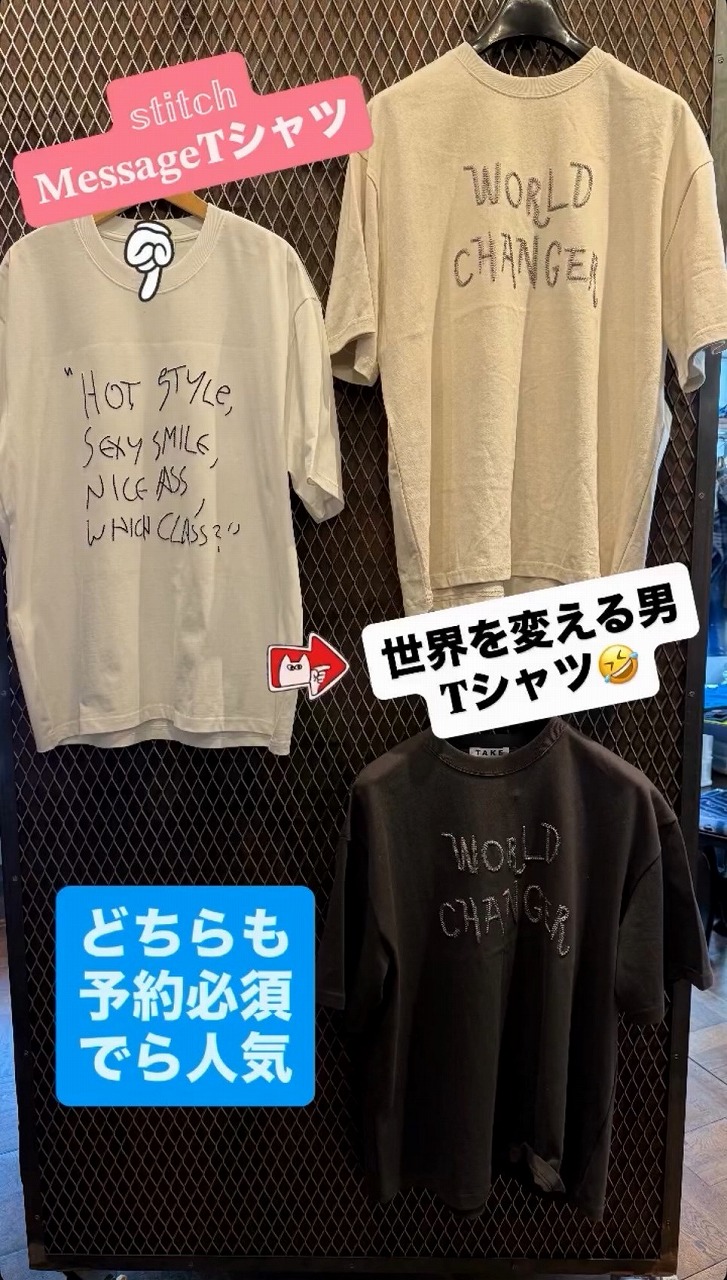 stitch
MessageTシャツ
WORLD
CHANGER
"HOT STYLE,
SEXY SMILE,
NICE ASS,
WHICH CLASS?"
世界を変える男
Tシャツ🤣
TAKE
WORLD
CHANGER
どちらも
予約必須
でら人気